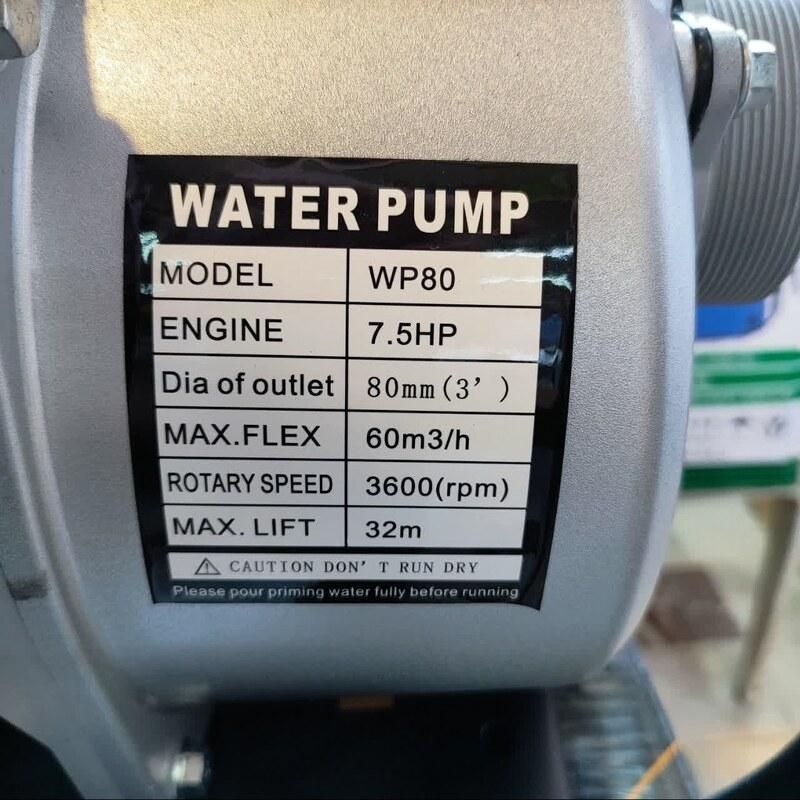 WATER PUMP
MODEL WP80
ENGINE 7.5HP
Dia of outlet 80mm(3’ )
MAX.FLEX 60m3/h
ROTARY SPEED 3600(rpm)
MAX. LIFT 32m
CAUTION DON’ T RUN DRY
Please pour priming water fully before running